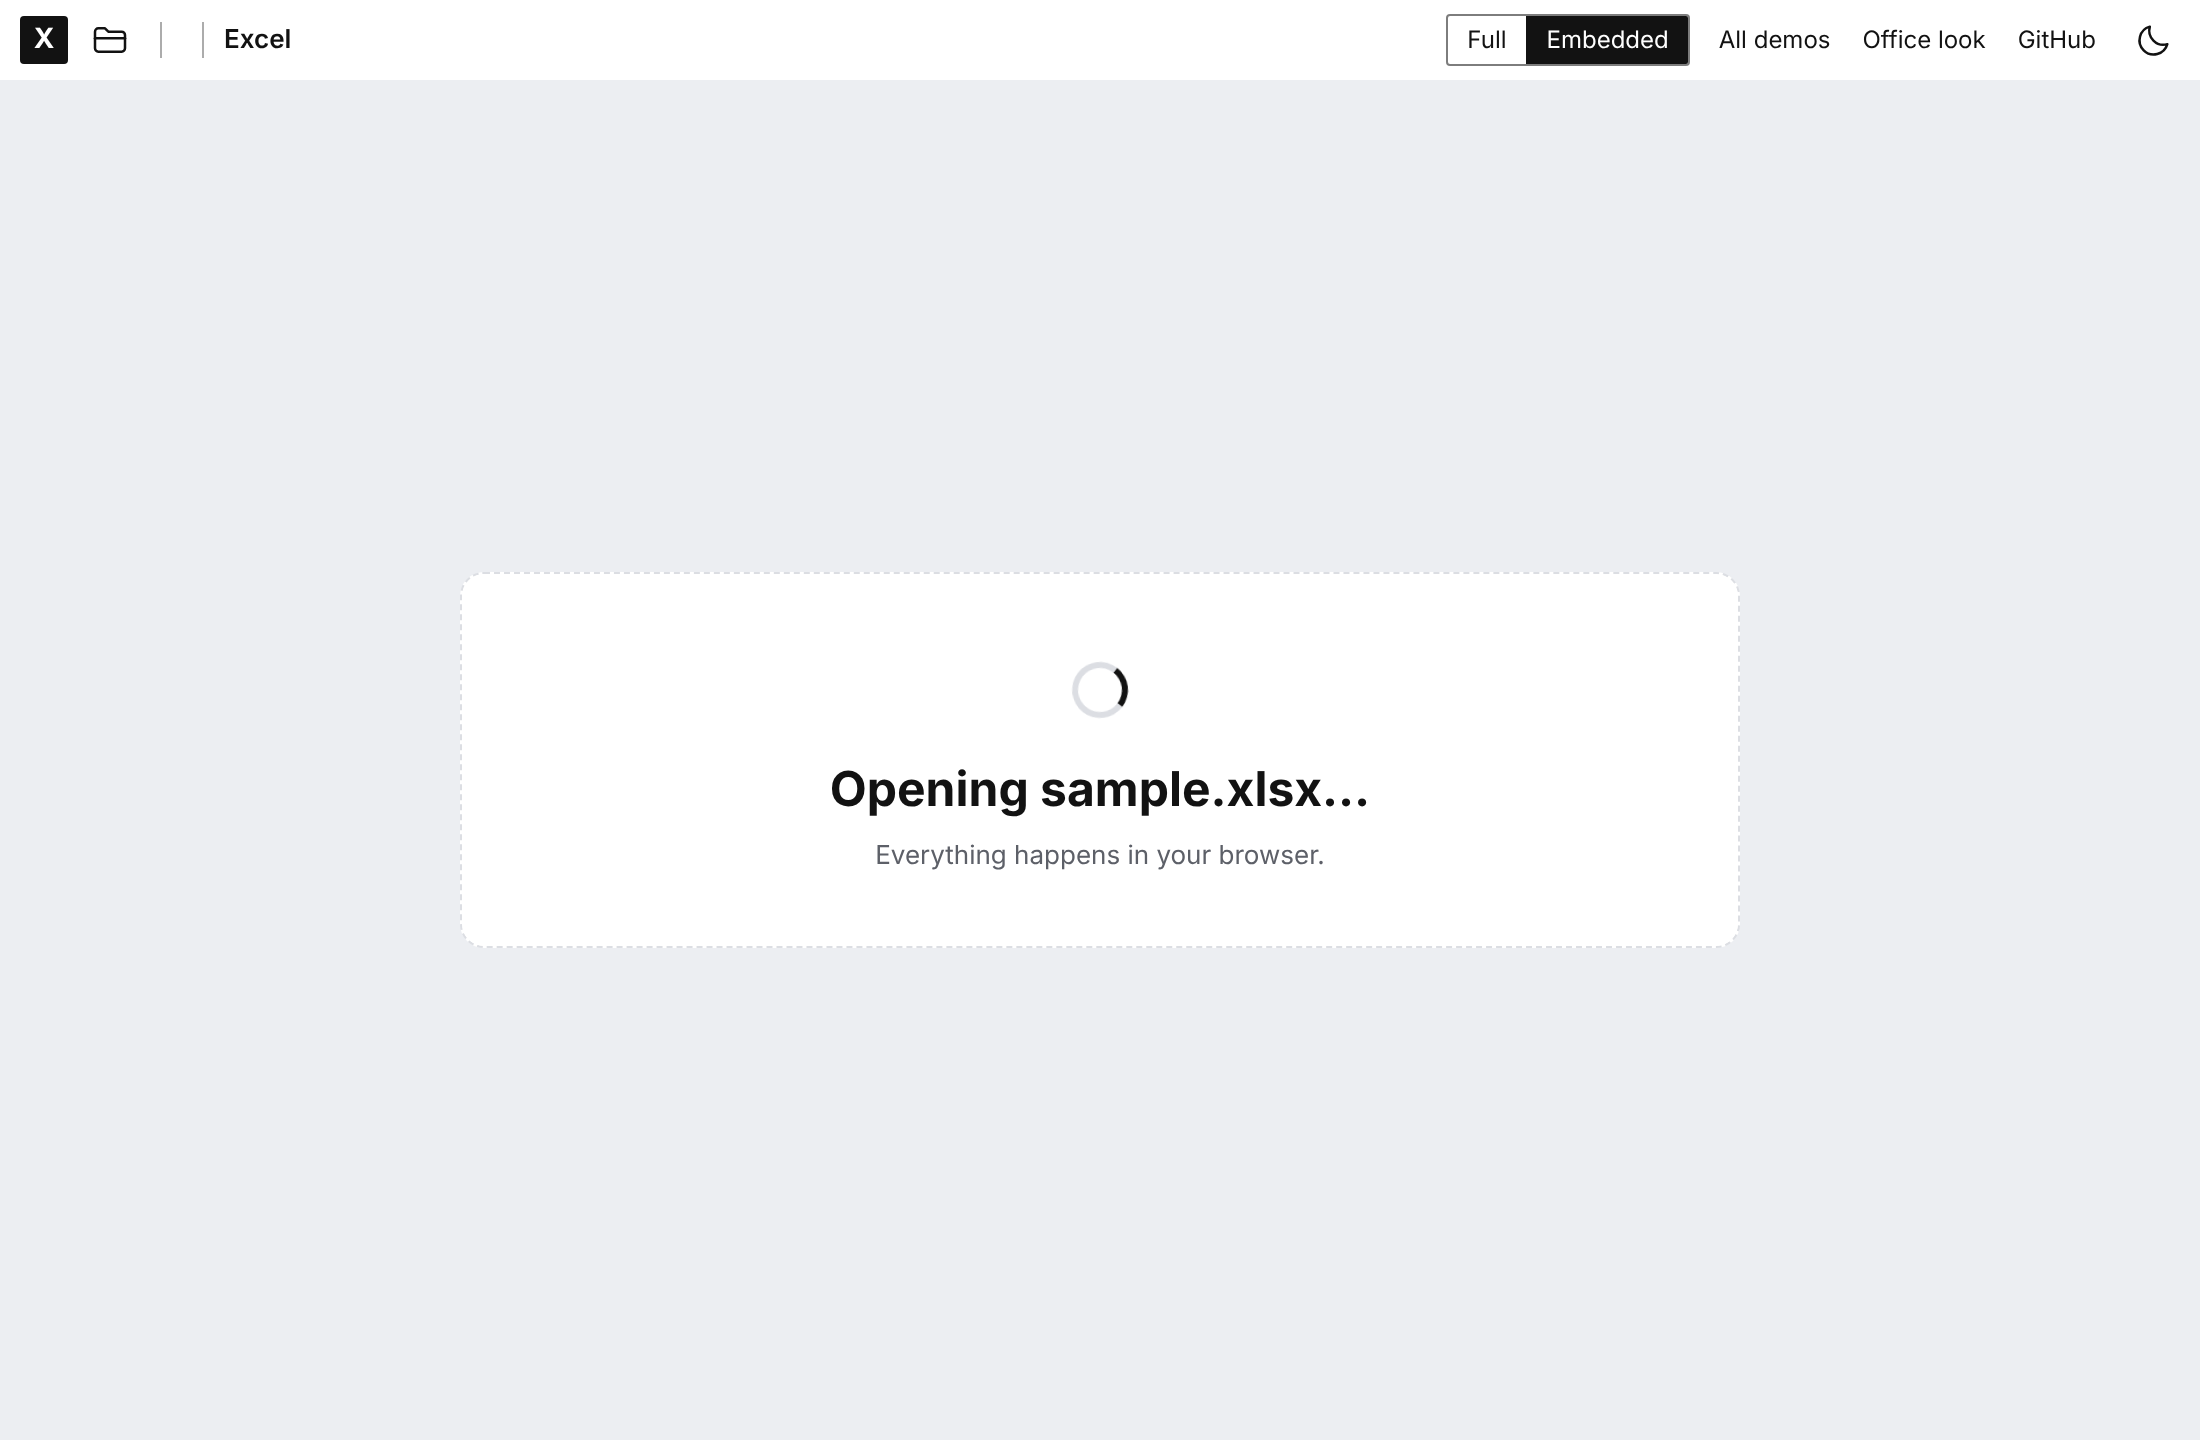 X Excel Full Embedded All demos Office look GitHub
Opening sample.xlsx...
Everything happens in your browser.